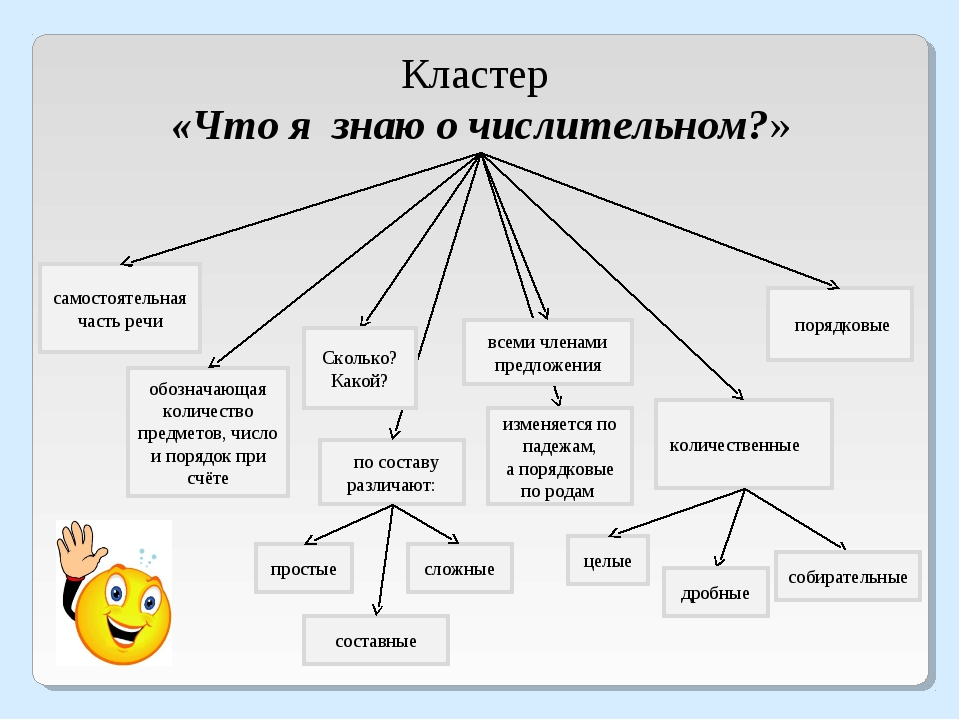 Кластер
«Что я знаю о числительном?»
самостоятельная
часть речи
порядковые
Сколько?
Какой?
всеми членами
предложения
обозначающая
количество
предметов, число
и порядок при
счёте
изменяется по
падежам,
а порядковые
по родам
количественные
по составу
различают:
простые
сложные
составные
целые
дробные
собирательные